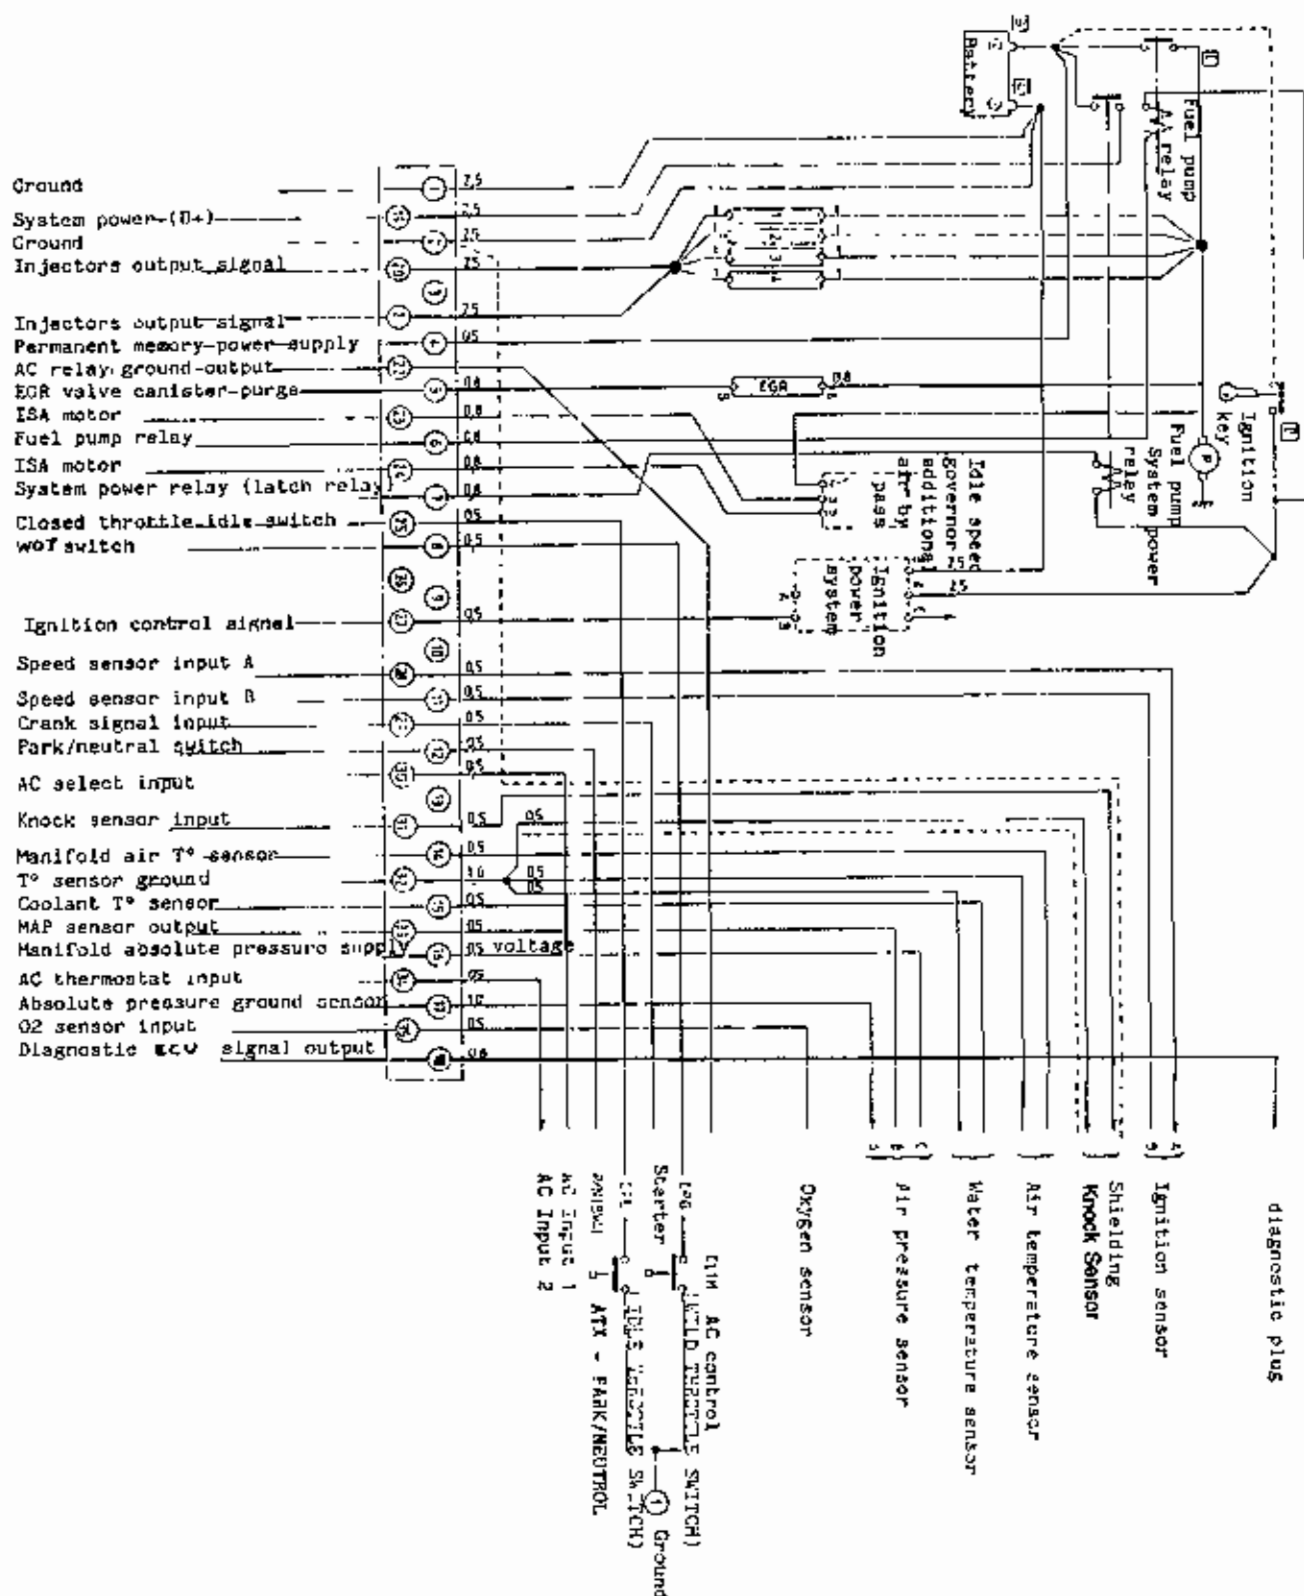 Battery
Fuel pump
relay
Ground
System power-(B+)
Ground
Injectors output signal
Injectors output signal
Permanent memory-power-supply
AC relay ground-output
EGR valve canister-purge
ISA motor
Fuel pump relay
ISA motor
System power relay (latch relay)
Closed throttle idle switch
WOT switch
Ignition control signal
Speed sensor input A
Speed sensor input B
Crank signal input
Park/neutral switch
AC select input
Knock sensor input
Manifold air T° sensor
T° sensor ground
Coolant T° sensor
MAP sensor output
Manifold absolute pressure supply voltage
AC thermostat input
Absolute pressure ground sensor
O2 sensor input
Diagnostic ECU signal output
EGR
Ignition
key
Fuel pump
System power
relay
Idle speed
governor
additional
air by
pass
Ignition
power
system
AC Input 2
AC Input 1
ATX - PARK/NEUTROL
(IDLE THROTTLE SWITCH)
Starter
Ground
(WILD THROTTLE SWITCH)
AC control
Oxygen sensor
Air pressure sensor
Water temperature sensor
Air temperature sensor
Knock Sensor
Shielding
Ignition sensor
diagnostic plug